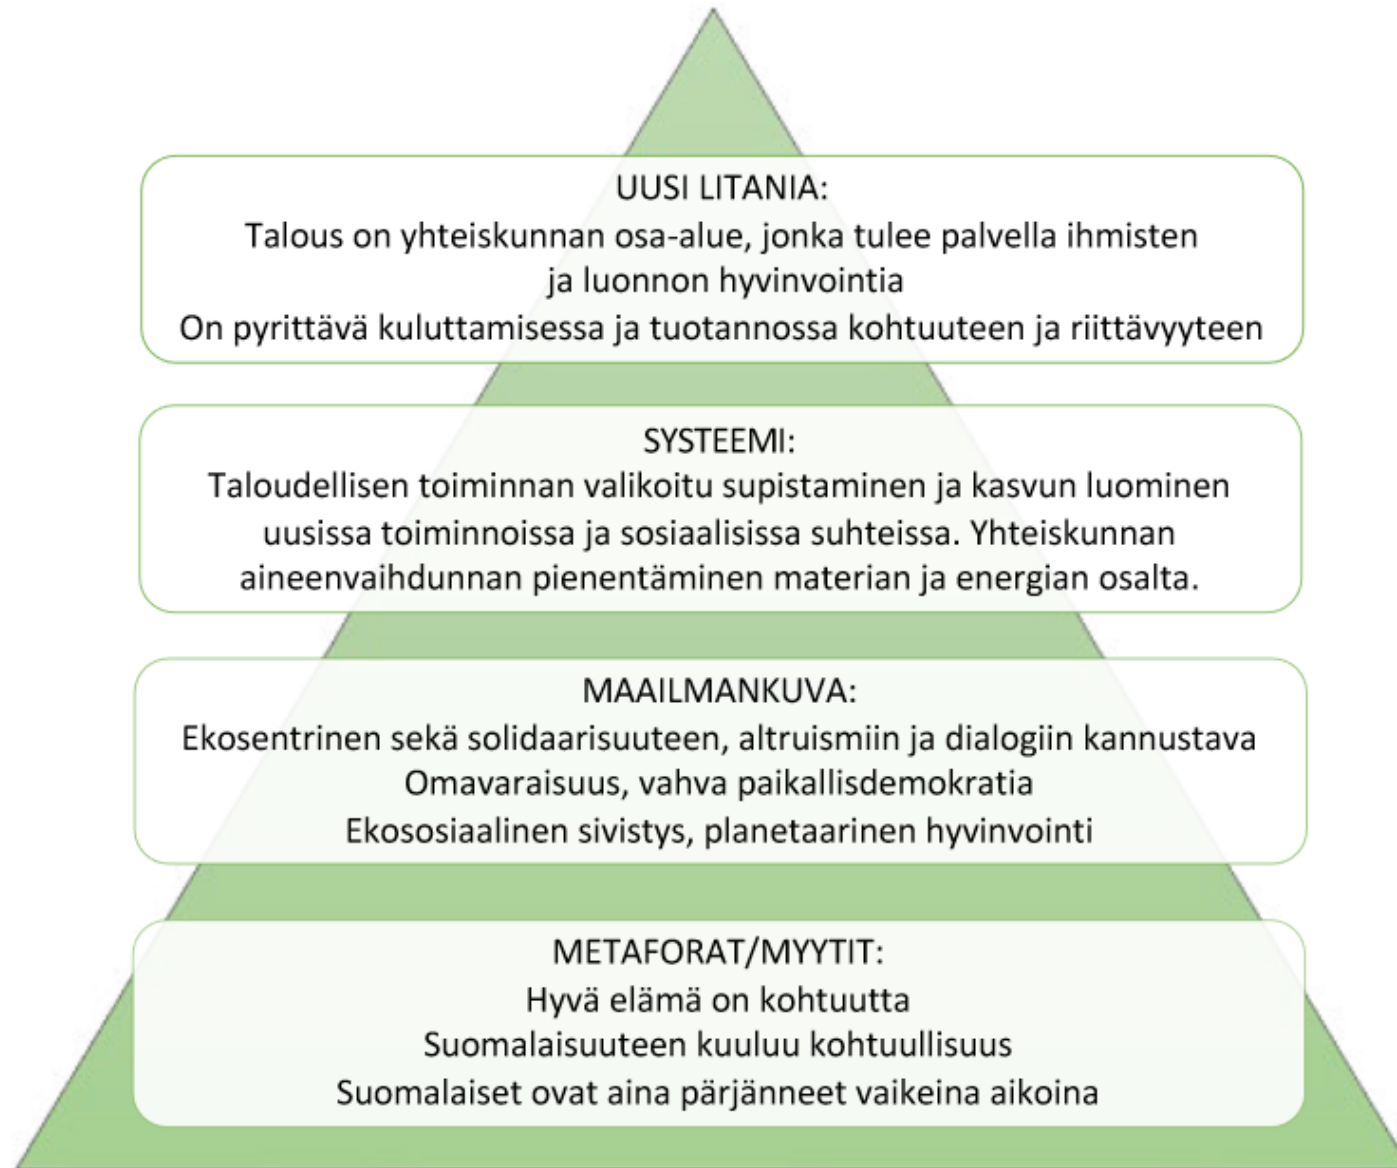 UUSI LITANIA:
Talous on yhteiskunnan osa-alue, jonka tulee palvella ihmisten
ja luonnon hyvinvointia
On pyrittävä kuluttamisessa ja tuotannossa kohtuuteen ja riittävyyteen
SYSTEEMI:
Taloudellisen toiminnan valikoitu supistaminen ja kasvun luominen
uusissa toiminnoissa ja sosiaalisissa suhteissa. Yhteiskunnan
aineenvaihdunnan pienentäminen materian ja energian osalta.
MAAILMANKUVA:
Ekosentrinen sekä solidaarisuuteen, altruismiin ja dialogiin kannustava
Omavaraisuus, vahva paikallisdemokratia
Ekososiaalinen sivistys, planetaarinen hyvinvointi
METAFORAT/MYYTIT:
Hyvä elämä on kohtuutta
Suomalaisuuteen kuuluu kohtuullisuus
Suomalaiset ovat aina pärjänneet vaikeina aikoina